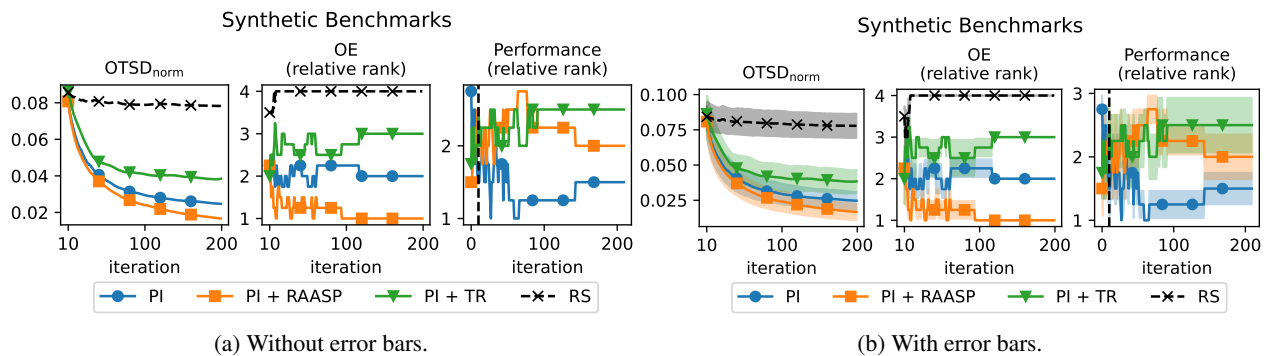 Synthetic Benchmarks
OTSDnorm
OE
(relative rank)
Performance
(relative rank)
0.08
0.06
0.04
0.02
10
100
200
iteration
4
3
2
1
10
100
200
iteration
2
1
0
100
200
iteration
PI
PI + RAASP
PI + TR
RS
(a) Without error bars.
Synthetic Benchmarks
OTSDnorm
OE
(relative rank)
Performance
(relative rank)
0.100
0.075
0.050
0.025
10
100
200
iteration
4
3
2
1
10
100
200
iteration
3
2
1
0
100
200
iteration
PI
PI + RAASP
PI + TR
RS
(b) With error bars.